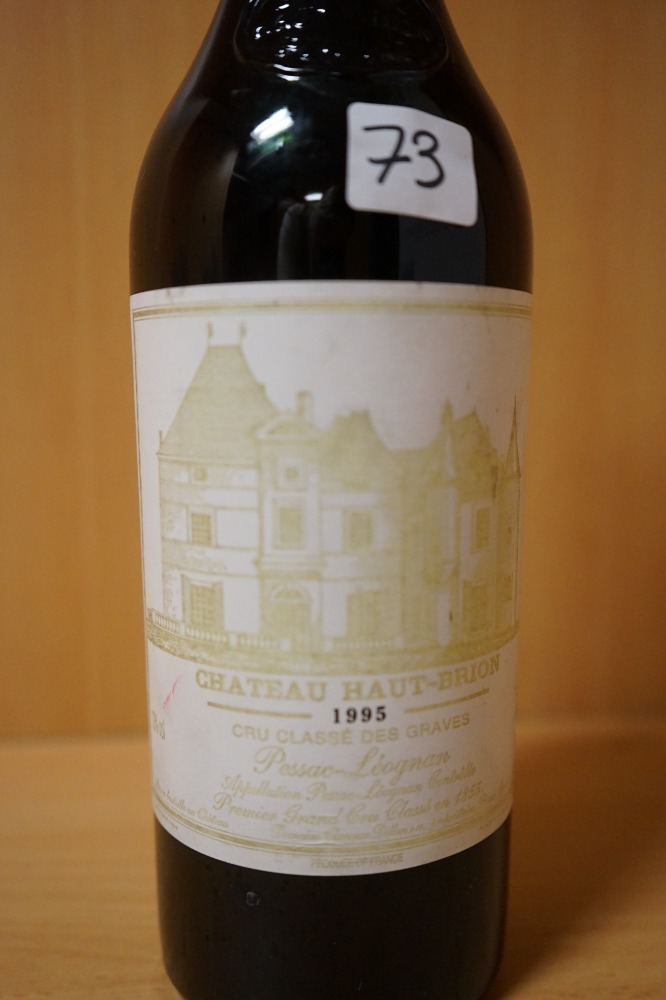 73
CHATEAU HAUT-BRION
1995
CRU CLASSÉ DES GRAVES
Pessac-Léognan
Appellation Pessac-Léognan Contrôlée
Premier Grand Cru Classé en 1855
PRODUCE OF FRANCE